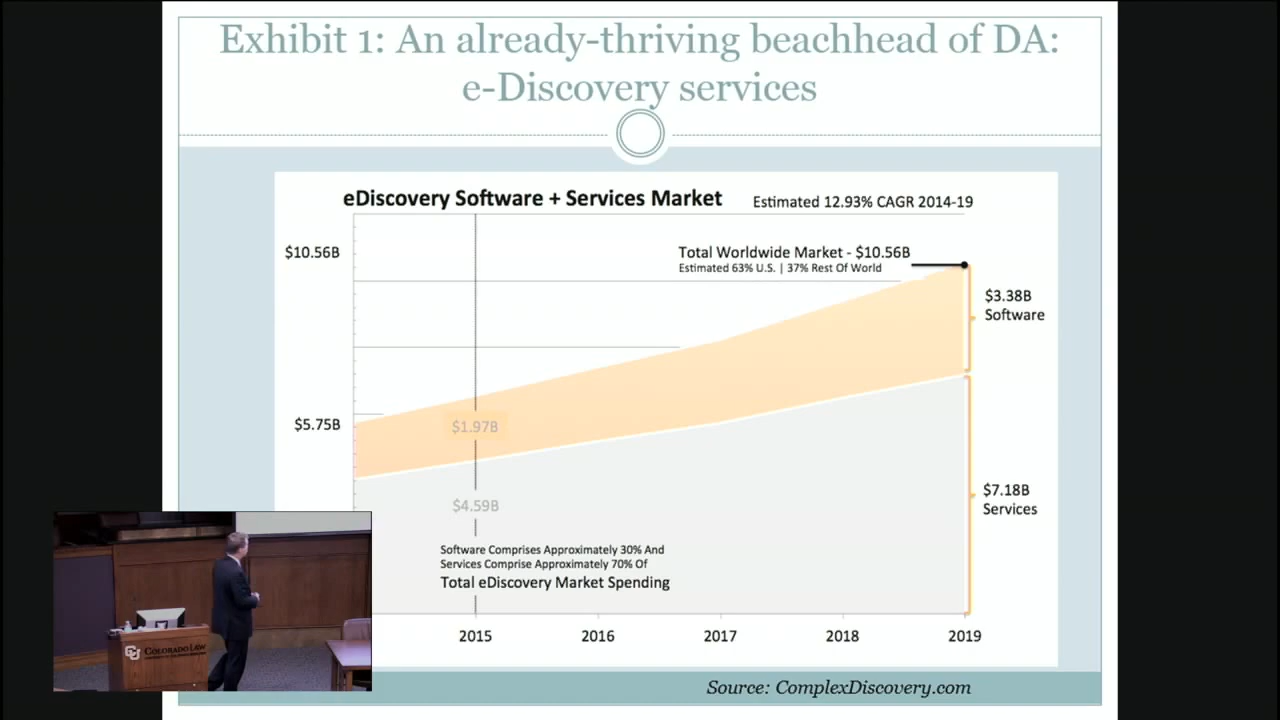 Exhibit 1: An already-thriving beachhead of DA:
e-Discovery services
eDiscovery Software + Services Market
Estimated 12.93% CAGR 2014-19
$10.56B
Total Worldwide Market - $10.56B
Estimated 63% U.S. | 37% Rest Of World
$3.38B
Software
$5.75B
$1.97B
$4.59B
$7.18B
Services
Software Comprises Approximately 30% And
Services Comprise Approximately 70% Of
Total eDiscovery Market Spending
2015
2016
2017
2018
2019
CU
COLORADO LAW
Source: ComplexDiscovery.com